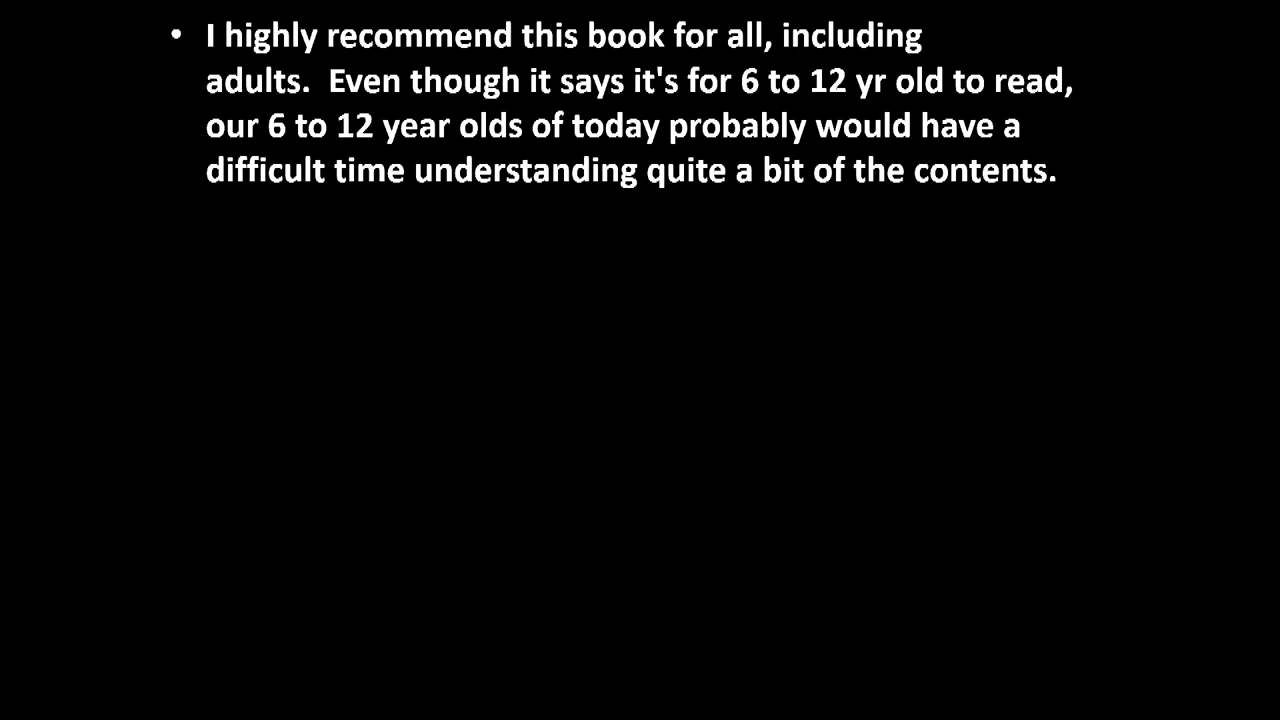 • I highly recommend this book for all, including
adults.  Even though it says it's for 6 to 12 yr old to read,
our 6 to 12 year olds of today probably would have a
difficult time understanding quite a bit of the contents.